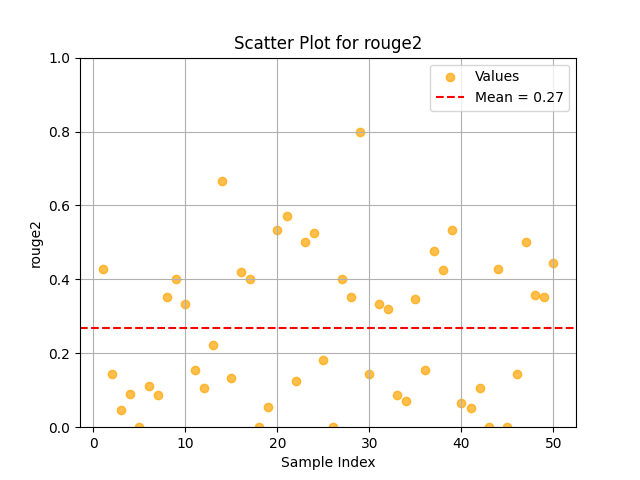 Scatter Plot for rouge2
Values
Mean = 0.27
rouge2
1.0
0.8
0.6
0.4
0.2
0.0
0 10 20 30 40 50
Sample Index